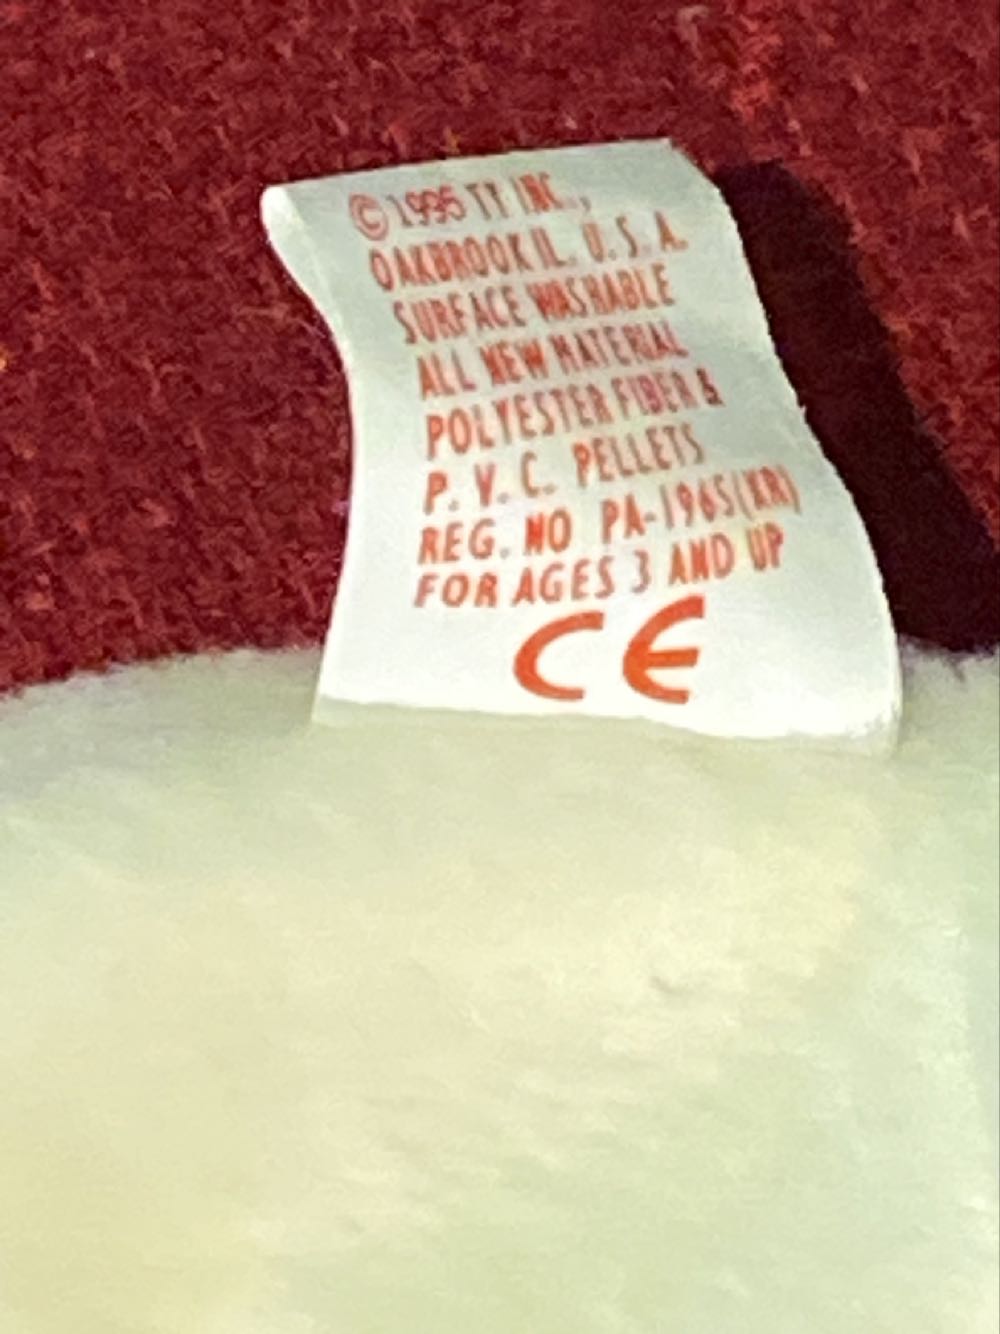 © 1995 TY INC.,
OAKBROOK IL. U.S.A.
SURFACE WASHABLE
ALL NEW MATERIAL
POLYESTER FIBER &
P.V.C. PELLETS
REG. NO PA-1965(KR)
FOR AGES 3 AND UP
CE